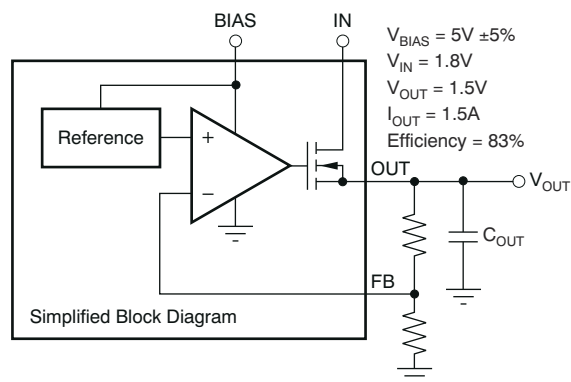 BIAS
IN
V_BIAS = 5V ±5%
V_IN = 1.8V
V_OUT = 1.5V
I_OUT = 1.5A
Efficiency = 83%
Reference
+
−
OUT
V_OUT
C_OUT
FB
Simplified Block Diagram